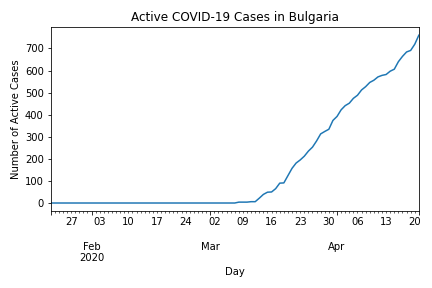 Active COVID-19 Cases in Bulgaria
Number of Active Cases
700
600
500
400
300
200
100
0
27 03 10 17 24 02 09 16 23 30 06 13 20
Feb Mar Apr
2020
Day